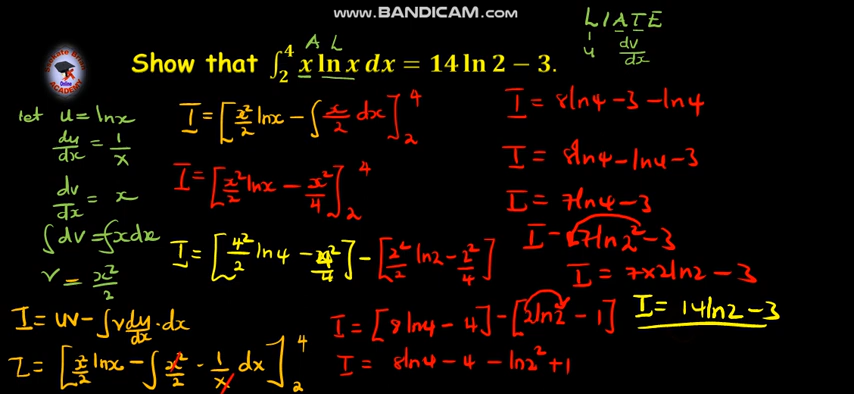 www.BANDICAM.com
LIATE
u dv/dx
A L
Show that ∫₂⁴ x ln x dx = 14 ln 2 − 3.
ACADEMY
Online
let u = lnx
du/dx = 1/x
dv/dx = x
∫dv = ∫xdx
v = x²/2
I = uv − ∫v du/dx · dx
I = [x²/2 lnx − ∫ x²/2 · 1/x dx]₂⁴
I = [x²/2 lnx − ∫ x/2 dx]₂⁴
I = [x²/2 lnx − x²/4]₂⁴
I = [4²/2 ln4 − 4²/4] − [2²/2 ln2 − 2²/4]
I = [8ln4 − 4] − [2ln2 − 1]
I = 8ln4 − 4 − ln2² + 1
I = 8ln4 − 3 − ln4
I = 8ln4 − ln4 − 3
I = 7ln4 − 3
I = 7ln2² − 3
I = 7×2ln2 − 3
I = 14ln2 − 3